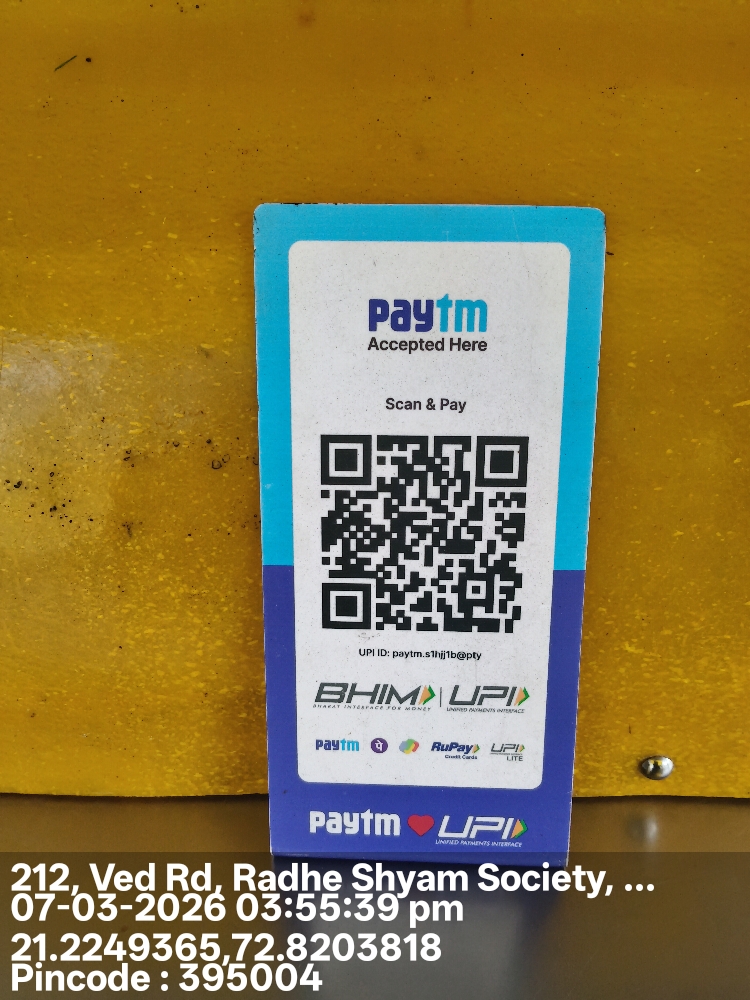 paytm
Accepted Here
Scan & Pay
UPI ID: paytm.s1hjj1b@pty
BHIM | UPI
BHARAT INTERFACE FOR MONEY UNIFIED PAYMENTS INTERFACE
paytm पे RuPay Credit Cards UPI LITE
paytm UPI
UNIFIED PAYMENTS INTERFACE
212, Ved Rd, Radhe Shyam Society, ...
07-03-2026 03:55:39 pm
21.2249365,72.8203818
Pincode : 395004